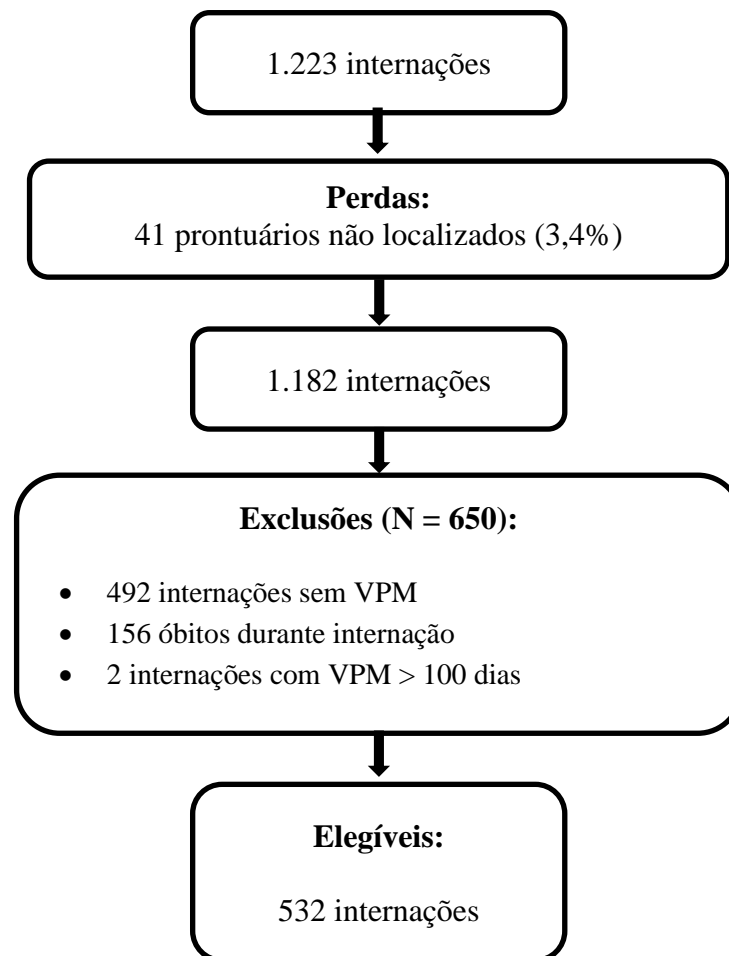 1.223 internações
Perdas:
41 prontuários não localizados (3,4%)
1.182 internações
Exclusões (N = 650):
• 492 internações sem VPM
• 156 óbitos durante internação
• 2 internações com VPM > 100 dias
Elegíveis:
532 internações